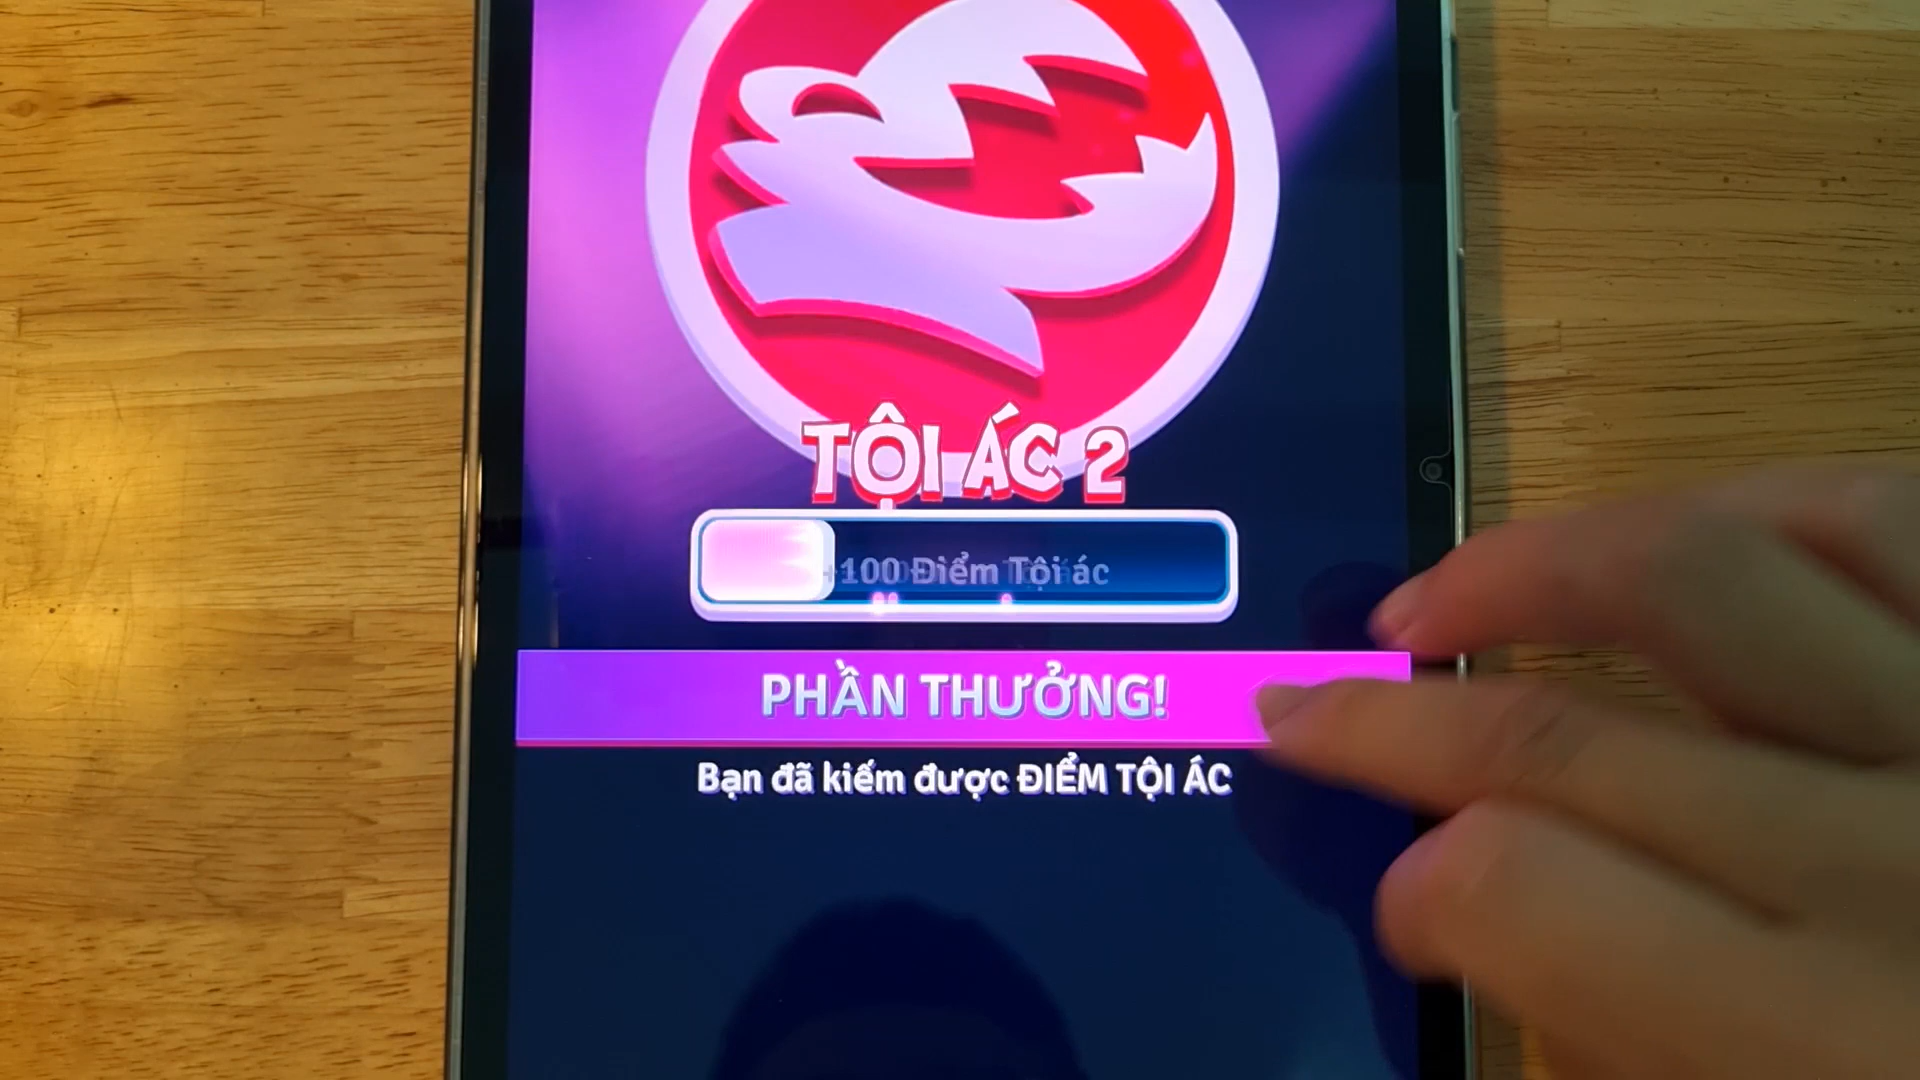 TỘI ÁC 2
+100 Điểm Tội ác
PHẦN THƯỞNG!
Bạn đã kiếm được ĐIỂM TỘI ÁC